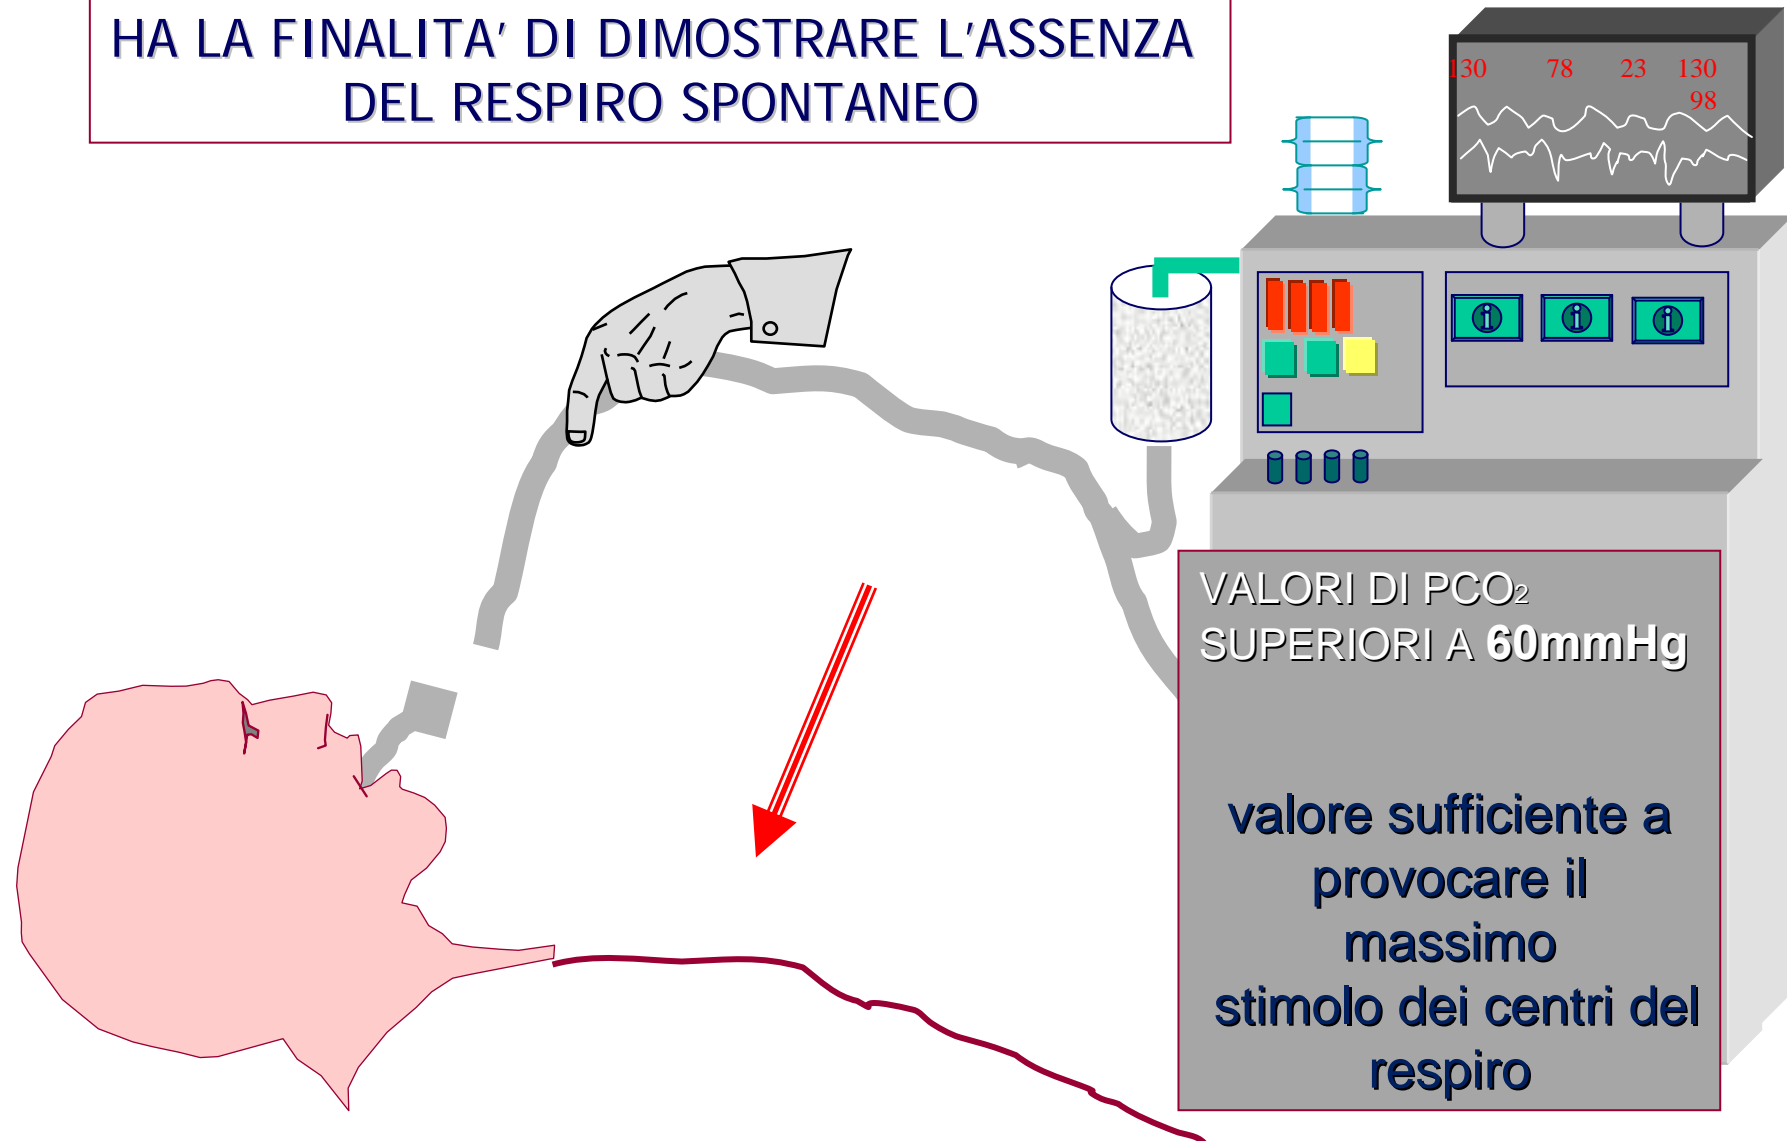 HA LA FINALITA' DI DIMOSTRARE L'ASSENZA
DEL RESPIRO SPONTANEO
130 78 23 130
98
VALORI DI PCO₂
SUPERIORI A 60mmHg
valore sufficiente a
provocare il
massimo
stimolo dei centri del
respiro